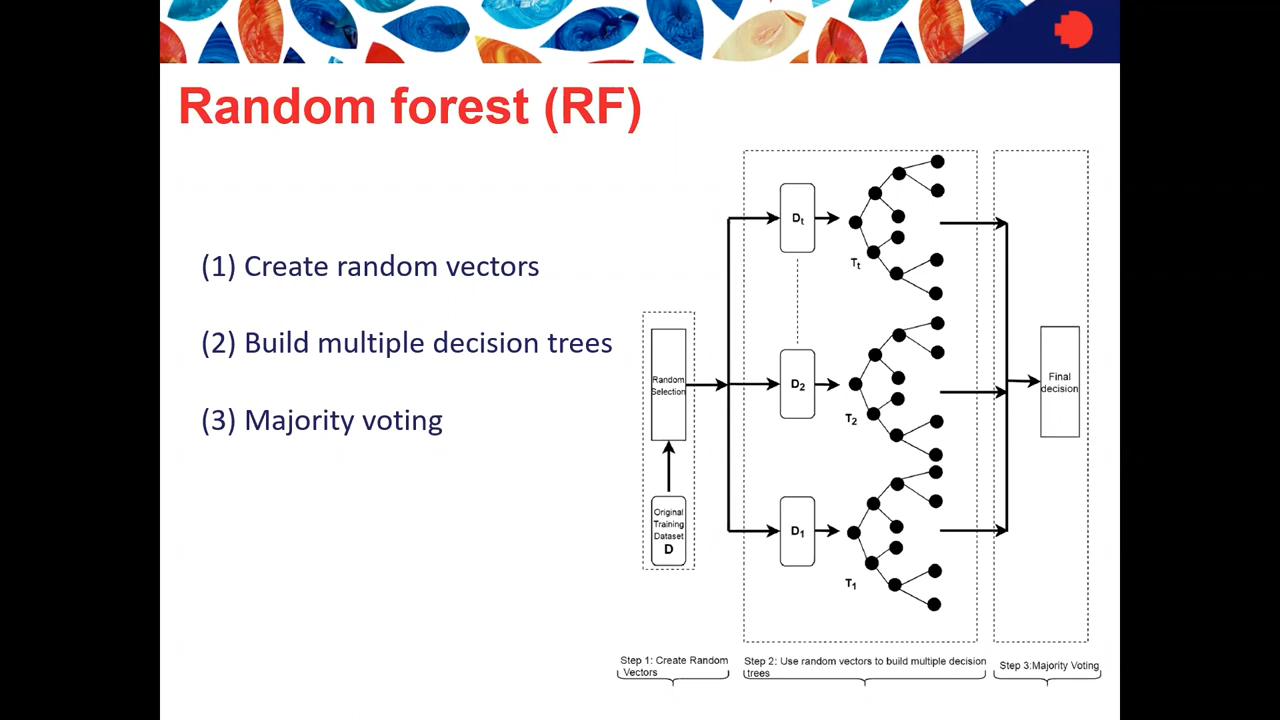 Random forest (RF)
(1) Create random vectors
(2) Build multiple decision trees
(3) Majority voting
Random
Selection
Original
Training
Dataset
D
Dt
Tt
D2
T2
D1
T1
Final
decision
Step 1: Create Random
Vectors
Step 2: Use random vectors to build multiple decision
trees
Step 3:Majority Voting